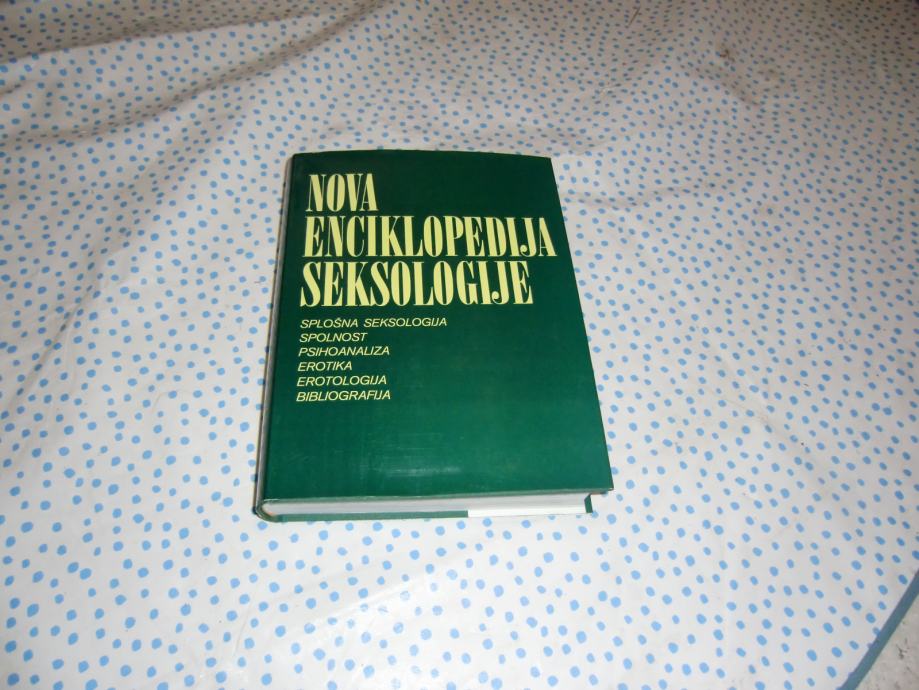 NOVA
ENCIKLOPEDIJA
SEKSOLOGIJE
SPLOŠNA SEKSOLOGIJA
SPOLNOST
PSIHOANALIZA
EROTIKA
EROTOLOGIJA
BIBLIOGRAFIJA